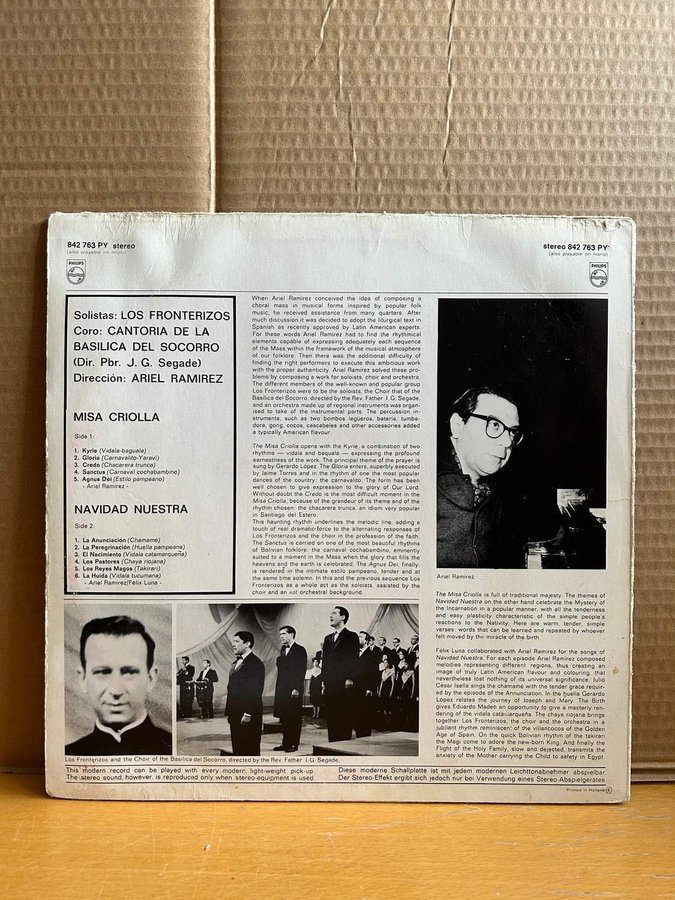 842 763 PY stereo
(also playable on mono)
PHILIPS
stereo 842 763 PY
(also playable on mono)
PHILIPS
Solistas: LOS FRONTERIZOS
Coro: CANTORIA DE LA
BASILICA DEL SOCORRO
(Dir. Pbr. J. G. Segade)
Dirección: ARIEL RAMIREZ
MISA CRIOLLA
Side 1:
1. Kyrie (Vidala-baguala)
2. Gloria (Carnavalito-Yaravi)
3. Credo (Chacarera trunca)
4. Sanctus (Carnaval cochabambino)
5. Agnus Dei (Estilo pampeano)
- Ariel Ramirez -
NAVIDAD NUESTRA
Side 2:
1. La Anunciación (Chamamé)
2. La Peregrinación (Huella pampeana)
3. El Nacimiento (Vidala catamarqueña)
4. Los Pastores (Chaya riojana)
5. Los Reyes Magos (Takirari)
6. La Huida (Vidala tucumana)
- Ariel Ramirez/Félix Luna -
When Ariel Ramirez conceived the idea of composing a
choral mass in musical forms inspired by popular folk
music, he received assistance from many quarters. After
much discussion it was decided to adopt the liturgical text in
Spanish as recently approved by Latin American experts.
For these words Ariel Ramirez had to find the rhythmical
elements capable of expressing adequately each sequence
of the Mass within the framework of the musical atmosphere
of our folklore. Then there was the additional difficulty of
finding the right performers to execute this ambitious work
with the proper authenticity. Ariel Ramirez solved these pro-
blems by composing a work for soloists, choir and orchestra.
The different members of the well-known and popular group
Los Fronterizos were to be the soloists, the Choir that of the
Basilica del Socorro, directed by the Rev. Father J. G. Segade,
and an orchestra made up of regional instruments was organ-
ised to take of the instrumental parts. The percussion in-
struments, such as two bombos legüeros, batería, tumba-
dora, gong, cocos, cascabeles and other accessories added
a typically American flavour.
The Misa Criolla opens with the Kyrie, a combination of two
rhythms — vidala and baquala — expressing the profound
earnestness of the work. The principal theme of the prayer is
sung by Gerardo López. The Gloria enters, superbly executed
by Jaime Torres and in the rhythm of one the most popular
dances of the country: the carnavalito. The form has been
well chosen to give expression to the glory of Our Lord.
Without doubt the Credo is the most difficult moment in the
Misa Criolla, because of the grandeur of its theme and of the
rhythm chosen: the chacarera trunca, an idiom very popular
in Santiago del Estero.
This haunting rhythm underlines the melodic line, adding a
touch of real dramatic-force to the alternating responses of
Los Fronterizos and the choir in the profession of the faith.
The Sanctus is carried on one of the most beautiful rhythms
of Bolivian folklore: the carnaval cochabambino, eminently
suited to a moment in the Mass when the glory that fills the
heavens and the earth is celebrated. The Agnus Dei, finally,
is rendered in the intimate estilo pampeano, tender and at
the same time solemn. In this and the previous sequence Los
Fronterizos as a whole act as the soloists, assisted by the
choir and an orchestral background.
Ariel Ramirez
The Misa Criolla is full of traditional majesty. The themes of
Navidad Nuestra on the other hand celebrate the Mystery of
the Incarnation in a popular manner, with all the tenderness
and easy plasticity characteristic of the simple people's
reactions to the Nativity. Here are warm, tender, simple
verses: words that can be learned and repeated by whoever
felt moved by the miracle of the birth.
Félix Luna collaborated with Ariel Ramirez for the songs of
Navidad Nuestra. For each episode Ariel Ramirez composed
melodies representing different regions, thus creating an
image of truly Latin American flavour and colouring, that
nevertheless lost nothing of its universal significance. Julio
César Isella sings the chamamé with the tender grace requir-
ed by the episode of the Annunciation. In the huella Gerardo
López relates the journey of Joseph and Mary. The Birth
gives Eduardo Madeo an opportunity to give a masterly ren-
dering of the vidala catamarqueña. The chaya riojana brings
together Los Fronterizos, the choir and the orchestra in a
jubilant rhythm reminiscent of the villancocos of the Golden
Age of Spain. On the quick Bolivian rhythm of the takirari
the Magi come to adore the new-born King. And finally the
Flight of the Holy Family, slow and dajected, transmits the
anxiety of the Mother carrying the Child to safety in Egypt.
Los Fronterizos and the Choir of the Basilica del Socorro, directed by the Rev. Father J. G. Segade.
This modern record can be played with every modern light-weight pick-up
The stereo sound, however, is reproduced only when stereo-equipment is used
Diese moderne Schallplatte ist mit jedem modernen Leichttonabnehmer abspielbar
Der Stereo-Effekt ergibt sich jedoch nur bei Verwendung eines Stereo-Abspielgerätes
Printed in Holland